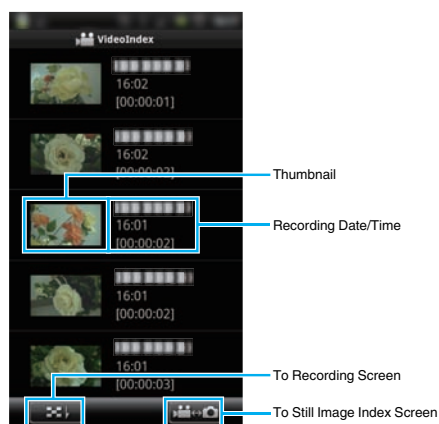 VideoIndex
16:02
[00:00:01]
16:02
[00:00:02]
Thumbnail
16:01
[00:00:02]
Recording Date/Time
16:01
[00:00:02]
16:01
[00:00:03]
To Recording Screen
To Still Image Index Screen